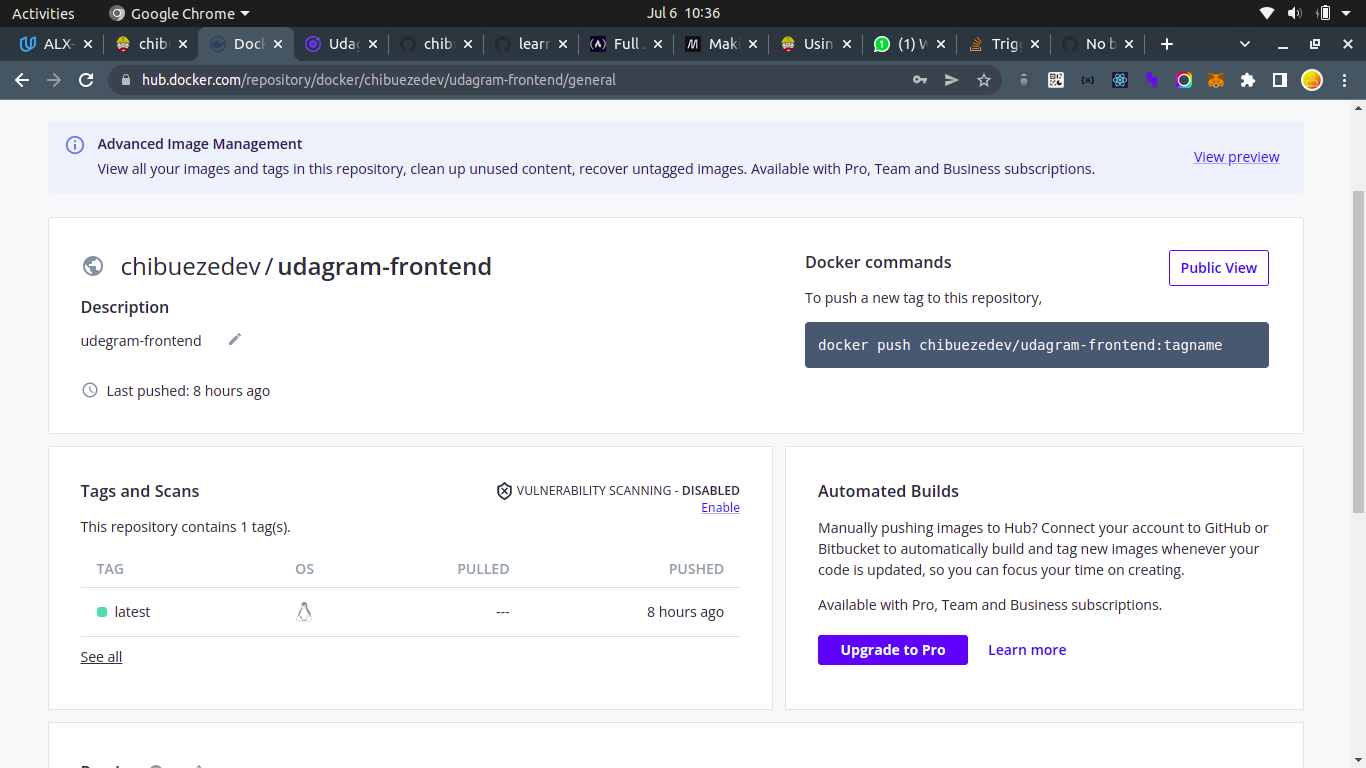 Activities Google Chrome Jul 6 10:36
ALX- chib Doc Uda chib learn Full Mak Usin (1) W Trig No b
hub.docker.com/repository/docker/chibuezedev/udagram-frontend/general
Advanced Image Management
View all your images and tags in this repository, clean up unused content, recover untagged images. Available with Pro, Team and Business subscriptions.
View preview
chibuezedev / udagram-frontend
Description
udegram-frontend
Last pushed: 8 hours ago
Docker commands
Public View
To push a new tag to this repository,
docker push chibuezedev/udagram-frontend:tagname
Tags and Scans
VULNERABILITY SCANNING - DISABLED
Enable
This repository contains 1 tag(s).
TAG OS PULLED PUSHED
latest --- 8 hours ago
See all
Automated Builds
Manually pushing images to Hub? Connect your account to GitHub or
Bitbucket to automatically build and tag new images whenever your
code is updated, so you can focus your time on creating.
Available with Pro, Team and Business subscriptions.
Upgrade to Pro Learn more